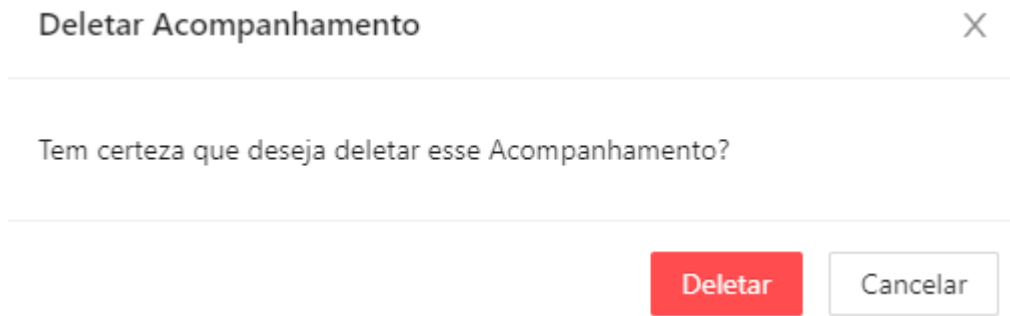 Deletar Acompanhamento
Tem certeza que deseja deletar esse Acompanhamento?
Deletar
Cancelar